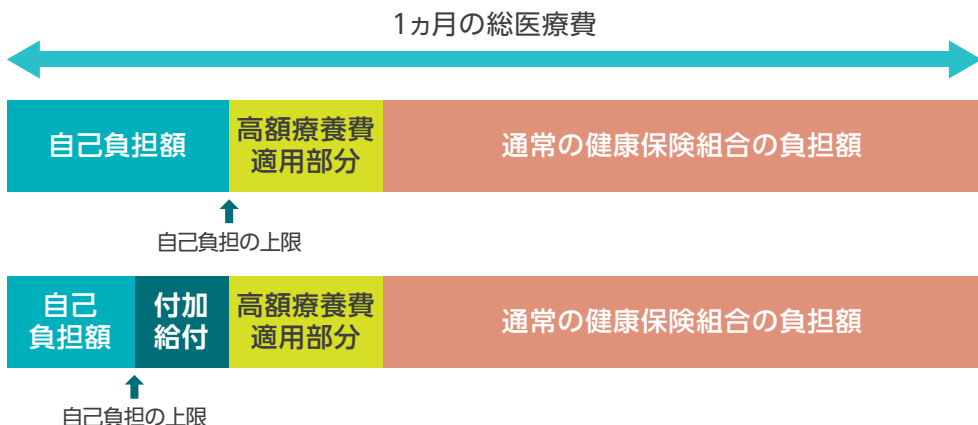 1ヵ月の総医療費
自己負担額
高額療養費
適用部分
通常の健康保険組合の負担額
自己負担の上限
自己
負担額
付加
給付
高額療養費
適用部分
通常の健康保険組合の負担額
自己負担の上限